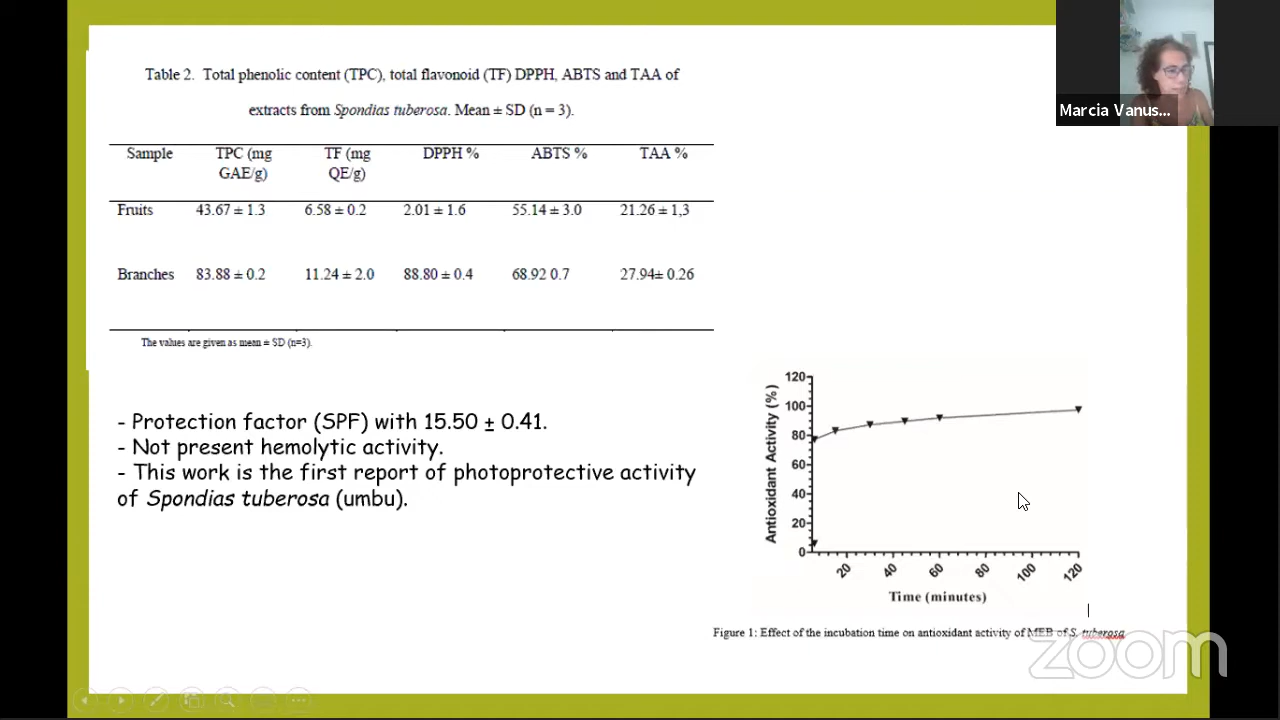 Table 2. Total phenolic content (TPC), total flavonoid (TF) DPPH, ABTS and TAA of
extracts from Spondias tuberosa. Mean ± SD (n = 3).
Sample TPC (mg GAE/g) TF (mg QE/g) DPPH % ABTS % TAA %
Fruits 43.67 ± 1.3 6.58 ± 0.2 2.01 ± 1.6 55.14 ± 3.0 21.26 ± 1,3
Branches 83.88 ± 0.2 11.24 ± 2.0 88.80 ± 0.4 68.92 0.7 27.94± 0.26
The values are given as mean ± SD (n=3).
- Protection factor (SPF) with 15.50 ± 0.41.
- Not present hemolytic activity.
- This work is the first report of photoprotective activity
of Spondias tuberosa (umbu).
Antioxidant Activity (%)
120
100
80
60
40
20
0
20 40 60 80 100 120
Time (minutes)
Figure 1: Effect of the incubation time on antioxidant activity of MEB of S. tuberosa
Marcia Vanus...
zoom